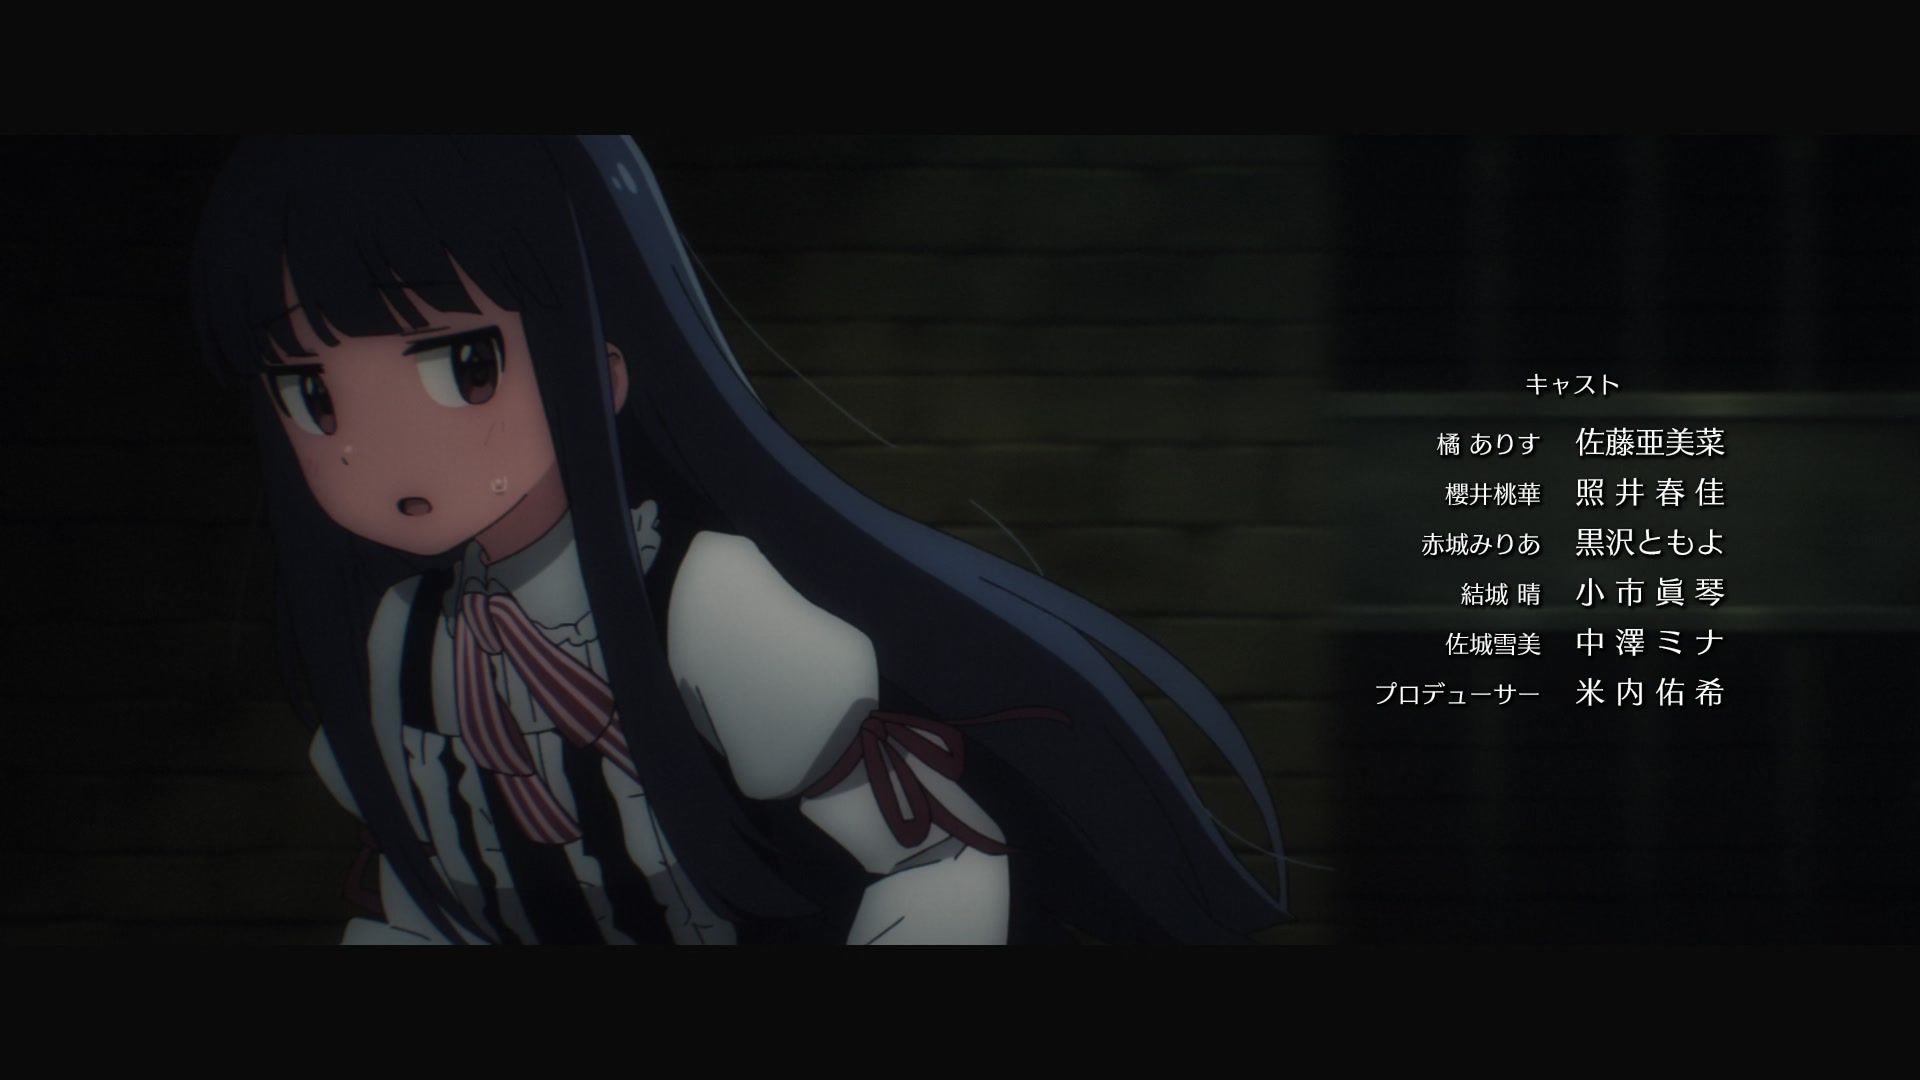 キャスト
橘 ありす 佐藤亜美菜
櫻井桃華 照井春佳
赤城みりあ 黒沢ともよ
結城 晴 小市眞琴
佐城雪美 中澤ミナ
プロデューサー 米内佑希